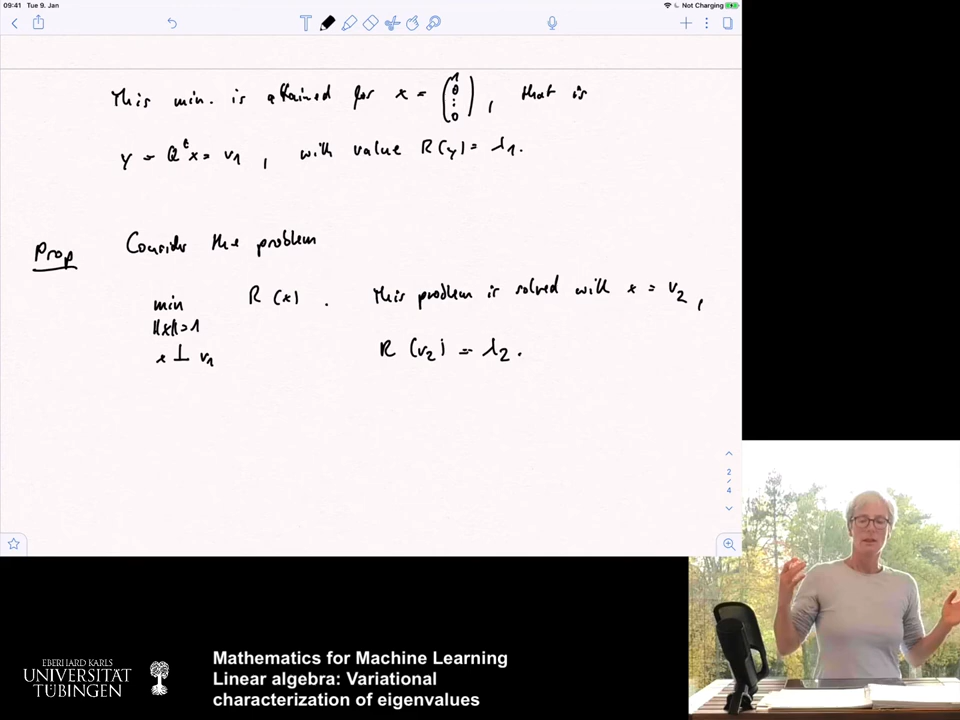 09:41 Tue 9. Jan
Not Charging
T
This min. is attained for x = (1 0 ⋮ 0), that is
y = Qᵗx = v₁, with value R(y) = λ₁.
Prop Consider the problem
min R(x). This problem is solved with x = v₂,
‖x‖=1
x ⊥ v₁ R(v₂) = λ₂.
2
/
4
EBERHARD KARLS
UNIVERSITÄT
TÜBINGEN
Mathematics for Machine Learning
Linear algebra: Variational
characterization of eigenvalues